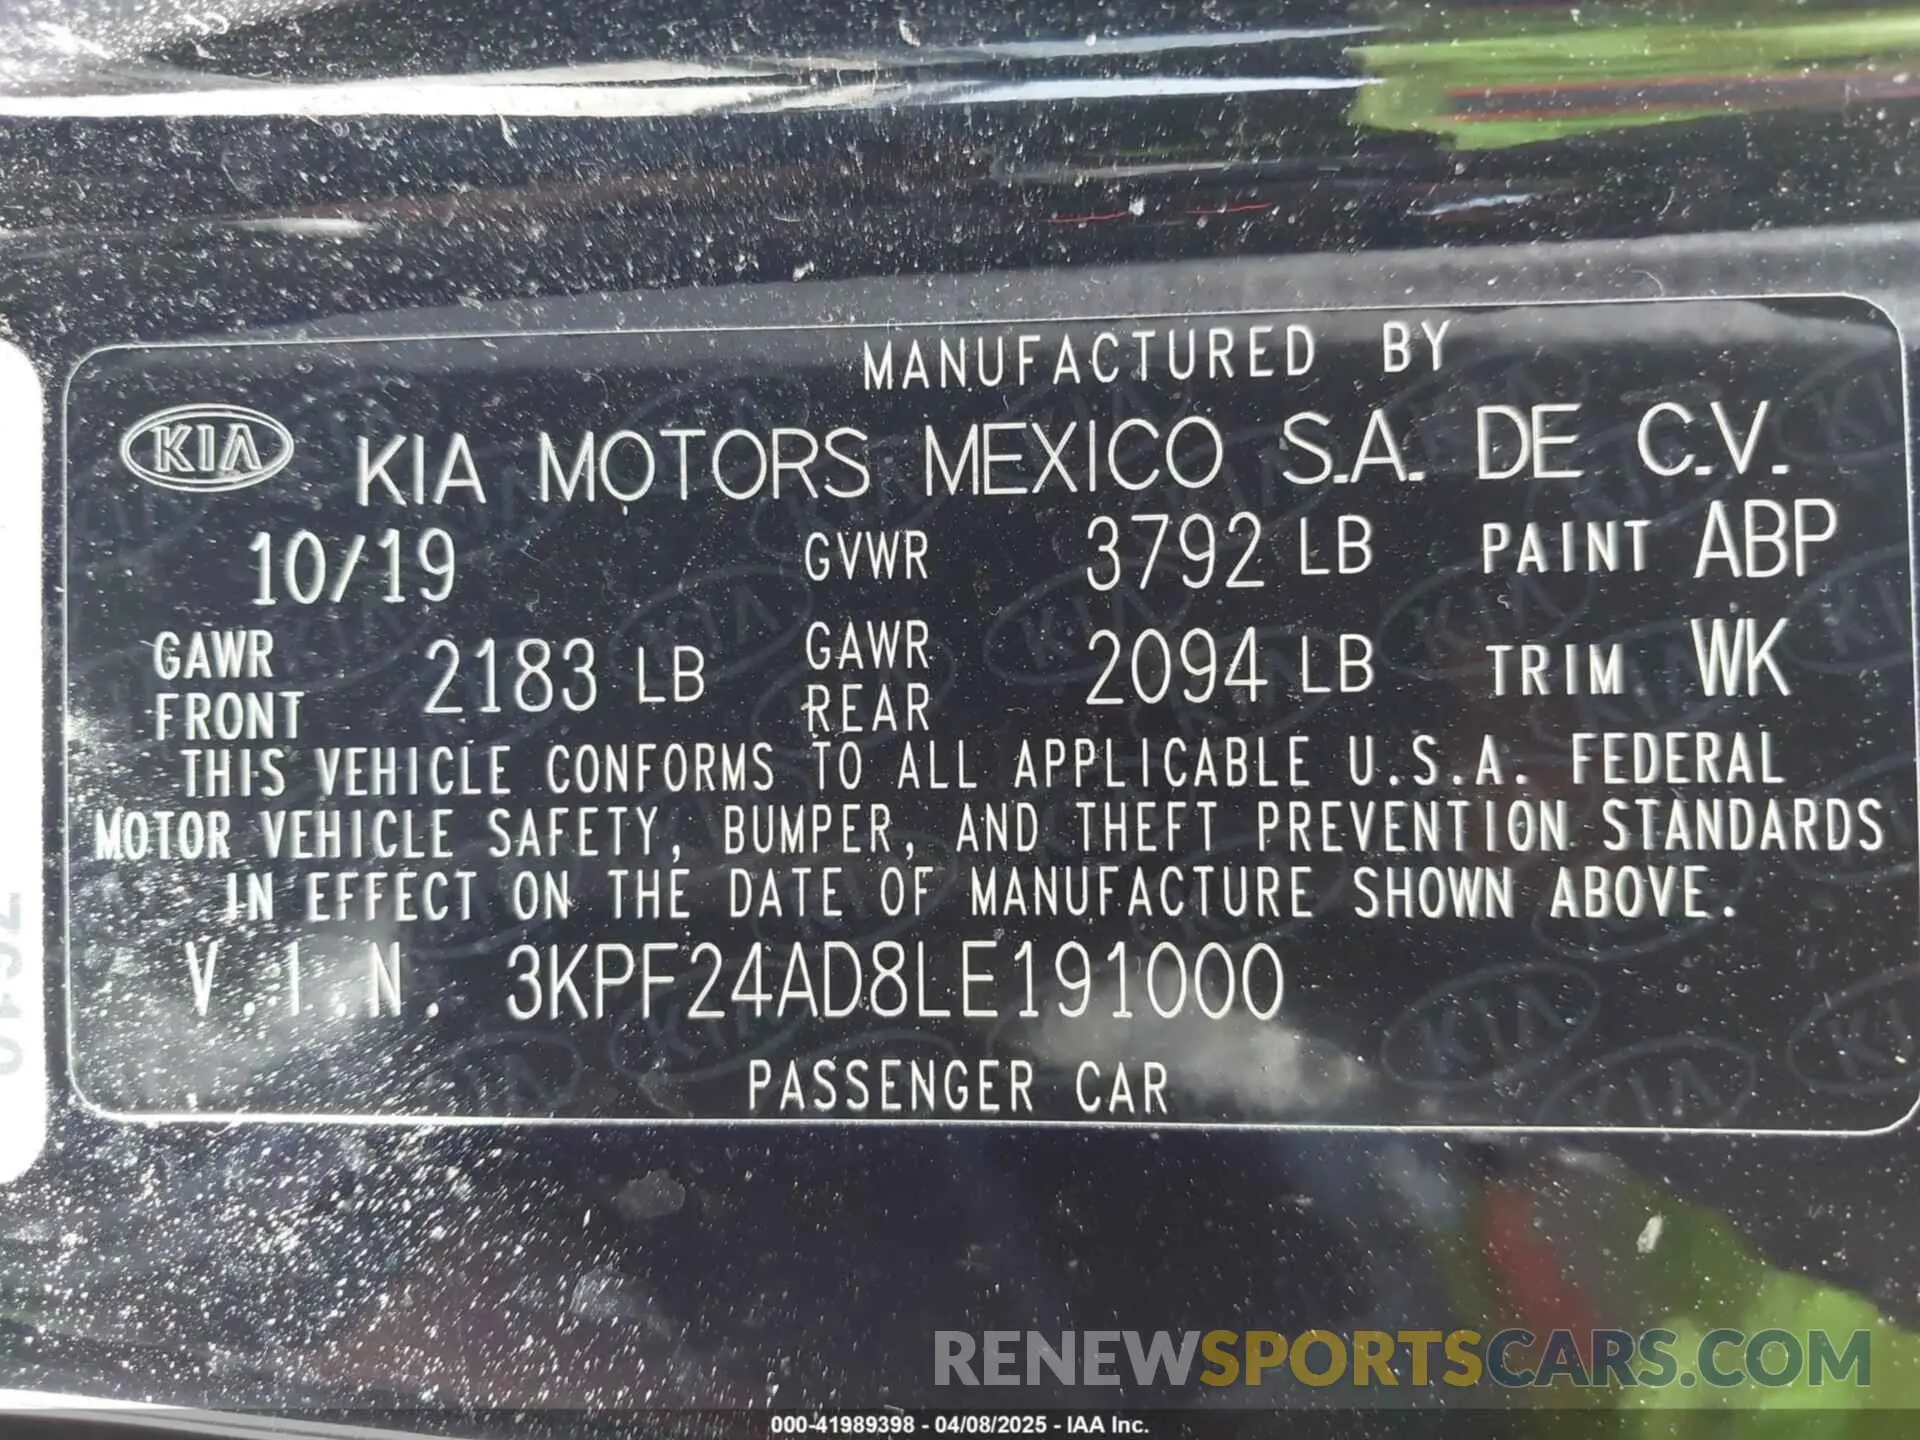 MANUFACTURED BY
KIA KIA MOTORS MEXICO S.A. DE C.V.
10/19 GVWR 3792 LB PAINT ABP
GAWR FRONT 2183 LB GAWR REAR 2094 LB TRIM WK
THIS VEHICLE CONFORMS TO ALL APPLICABLE U.S.A. FEDERAL
MOTOR VEHICLE SAFETY, BUMPER, AND THEFT PREVENTION STANDARDS
IN EFFECT ON THE DATE OF MANUFACTURE SHOWN ABOVE.
V.I.N. 3KPF24AD8LE191000
PASSENGER CAR
RENEWSPORTSCARS.COM
000-41989398 - 04/08/2025 - IAA Inc.